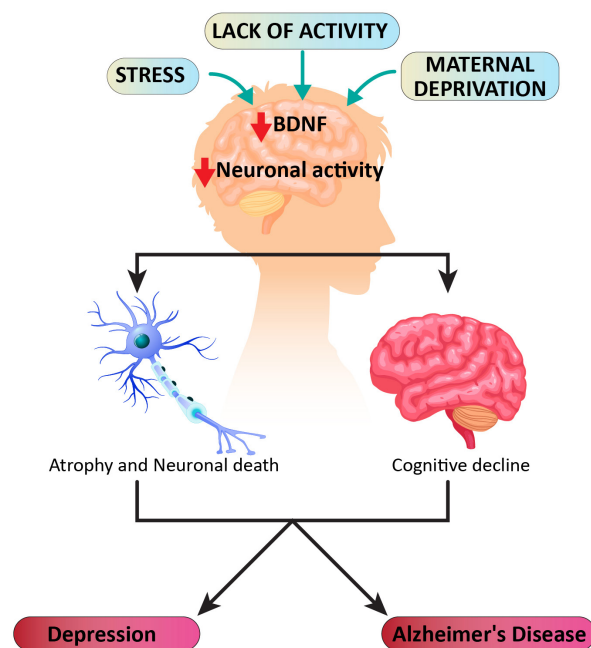 LACK OF ACTIVITY
STRESS
MATERNAL
DEPRIVATION
BDNF
Neuronal activity
Atrophy and Neuronal death
Cognitive decline
Depression
Alzheimer's Disease